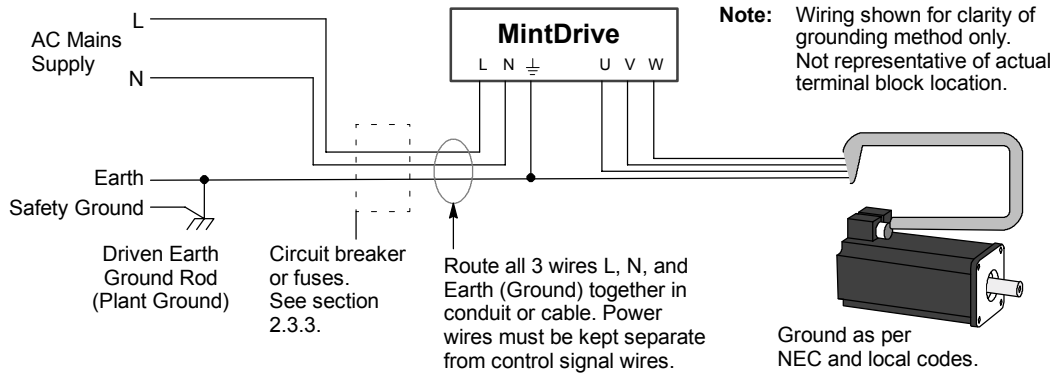 L
AC Mains
Supply
N
Earth
Safety Ground
Driven Earth
Ground Rod
(Plant Ground)
Circuit breaker
or fuses.
See section
2.3.3.
MintDrive
L N U V W
Route all 3 wires L, N, and
Earth (Ground) together in
conduit or cable. Power
wires must be kept separate
from control signal wires.
Note: Wiring shown for clarity of
grounding method only.
Not representative of actual
terminal block location.
Ground as per
NEC and local codes.